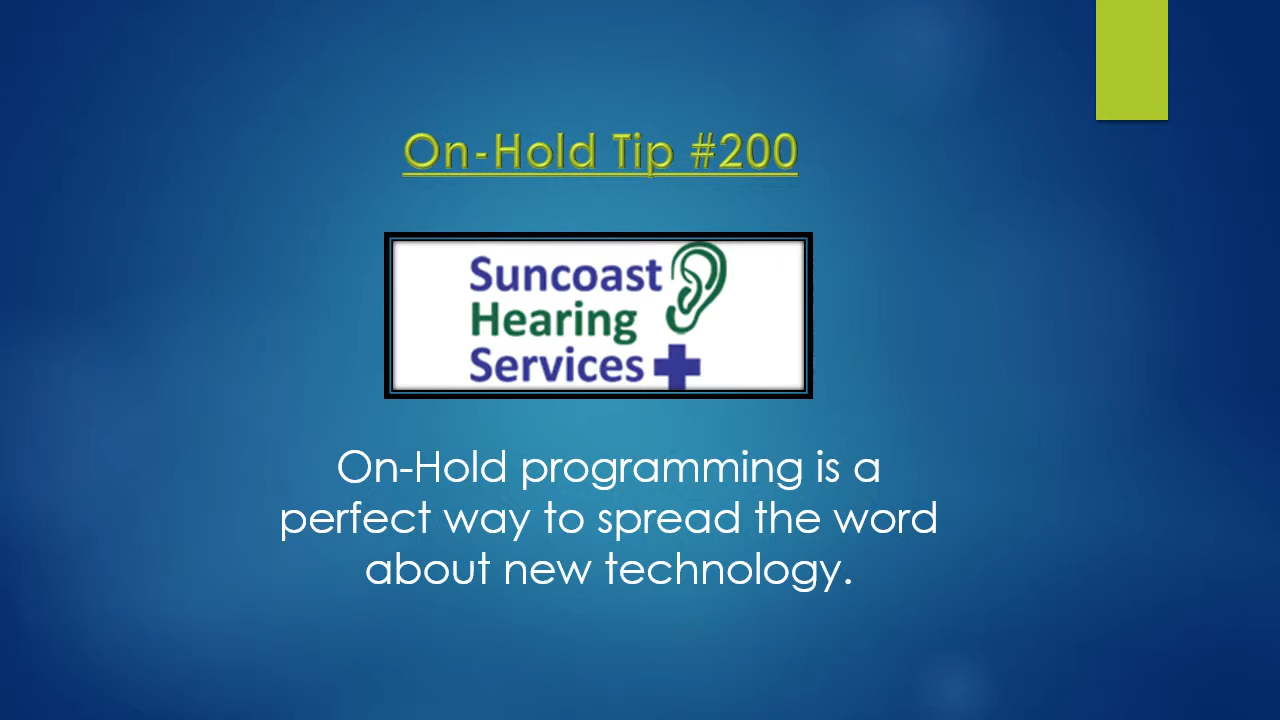 On-Hold Tip #200
Suncoast
Hearing
Services
On-Hold programming is a
perfect way to spread the word
about new technology.